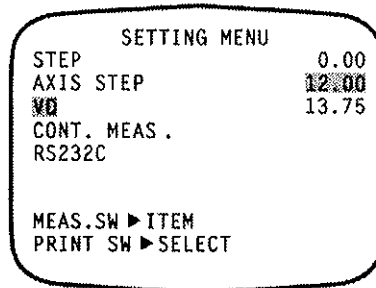 SETTING MENU
STEP 0.00
AXIS STEP 12.00
VD 13.75
CONT. MEAS.
RS232C
MEAS.SW ▶ ITEM
PRINT SW ▶ SELECT